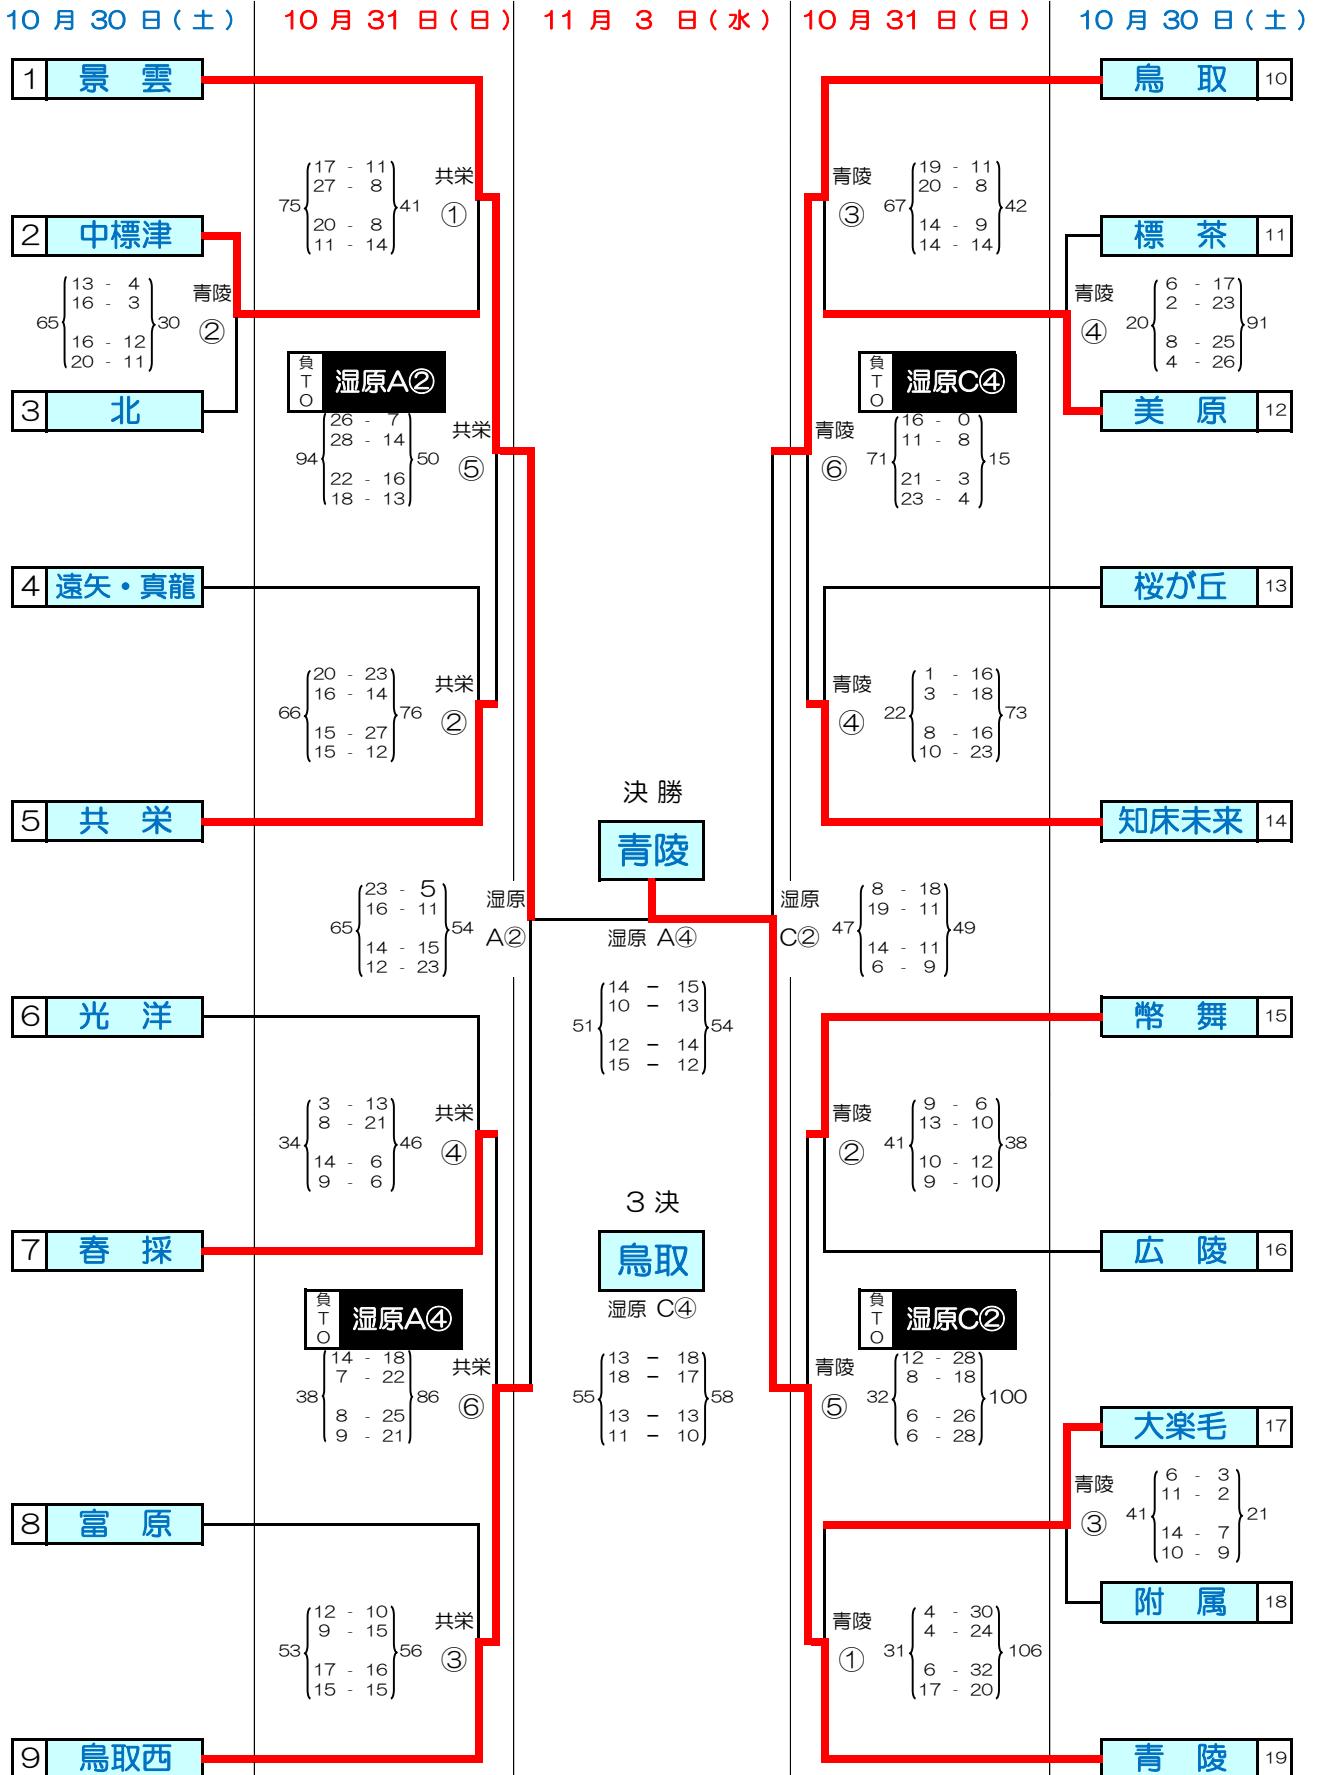 10 月 30 日 ( 土 )
10 月 31 日 ( 日 )
11 月 3 日 ( 水 )
10 月 31 日 ( 日 )
10 月 30 日 ( 土 )
1 景 雲
鳥 取 10
17 - 11
27 - 8
75 41
20 - 8
11 - 14
共栄
①
青陵
③
19 - 11
20 - 8
67 42
14 - 9
14 - 14
2 中標津
標 茶 11
13 - 4
16 - 3
65 30
16 - 12
20 - 11
青陵
②
青陵
④
6 - 17
2 - 23
20 91
8 - 25
4 - 26
負TO 湿原A②
負TO 湿原C④
3 北
美 原 12
26 - 7
28 - 14
94 50
22 - 16
18 - 13
共栄
⑤
青陵
⑥
16 - 0
11 - 8
71 15
21 - 3
23 - 4
4 遠矢・真龍
桜が丘 13
20 - 23
16 - 14
66 76
15 - 27
15 - 12
共栄
②
青陵
④
1 - 16
3 - 18
22 73
8 - 16
10 - 23
5 共 栄
決 勝
青陵
知床未来 14
23 - 5
16 - 11
65 54
14 - 15
12 - 23
湿原
A②
湿原 A④
湿原
C②
8 - 18
19 - 11
47 49
14 - 11
6 - 9
14 - 15
10 - 13
51 54
12 - 14
15 - 12
6 光 洋
幣 舞 15
3 - 13
8 - 21
34 46
14 - 6
9 - 6
共栄
④
青陵
②
9 - 6
13 - 10
41 38
10 - 12
9 - 10
3 決
鳥取
湿原 C④
7 春 採
広 陵 16
負TO 湿原A④
負TO 湿原C②
14 - 18
7 - 22
38 86
8 - 25
9 - 21
共栄
⑥
13 - 18
18 - 17
55 58
13 - 13
11 - 10
青陵
⑤
12 - 28
8 - 18
32 100
6 - 26
6 - 28
大楽毛 17
8 富 原
青陵
③
6 - 3
11 - 2
41 21
14 - 7
10 - 9
附 属 18
12 - 10
9 - 15
53 56
17 - 16
15 - 15
共栄
③
青陵
①
4 - 30
4 - 24
31 106
6 - 32
17 - 20
9 鳥取西
青 陵 19